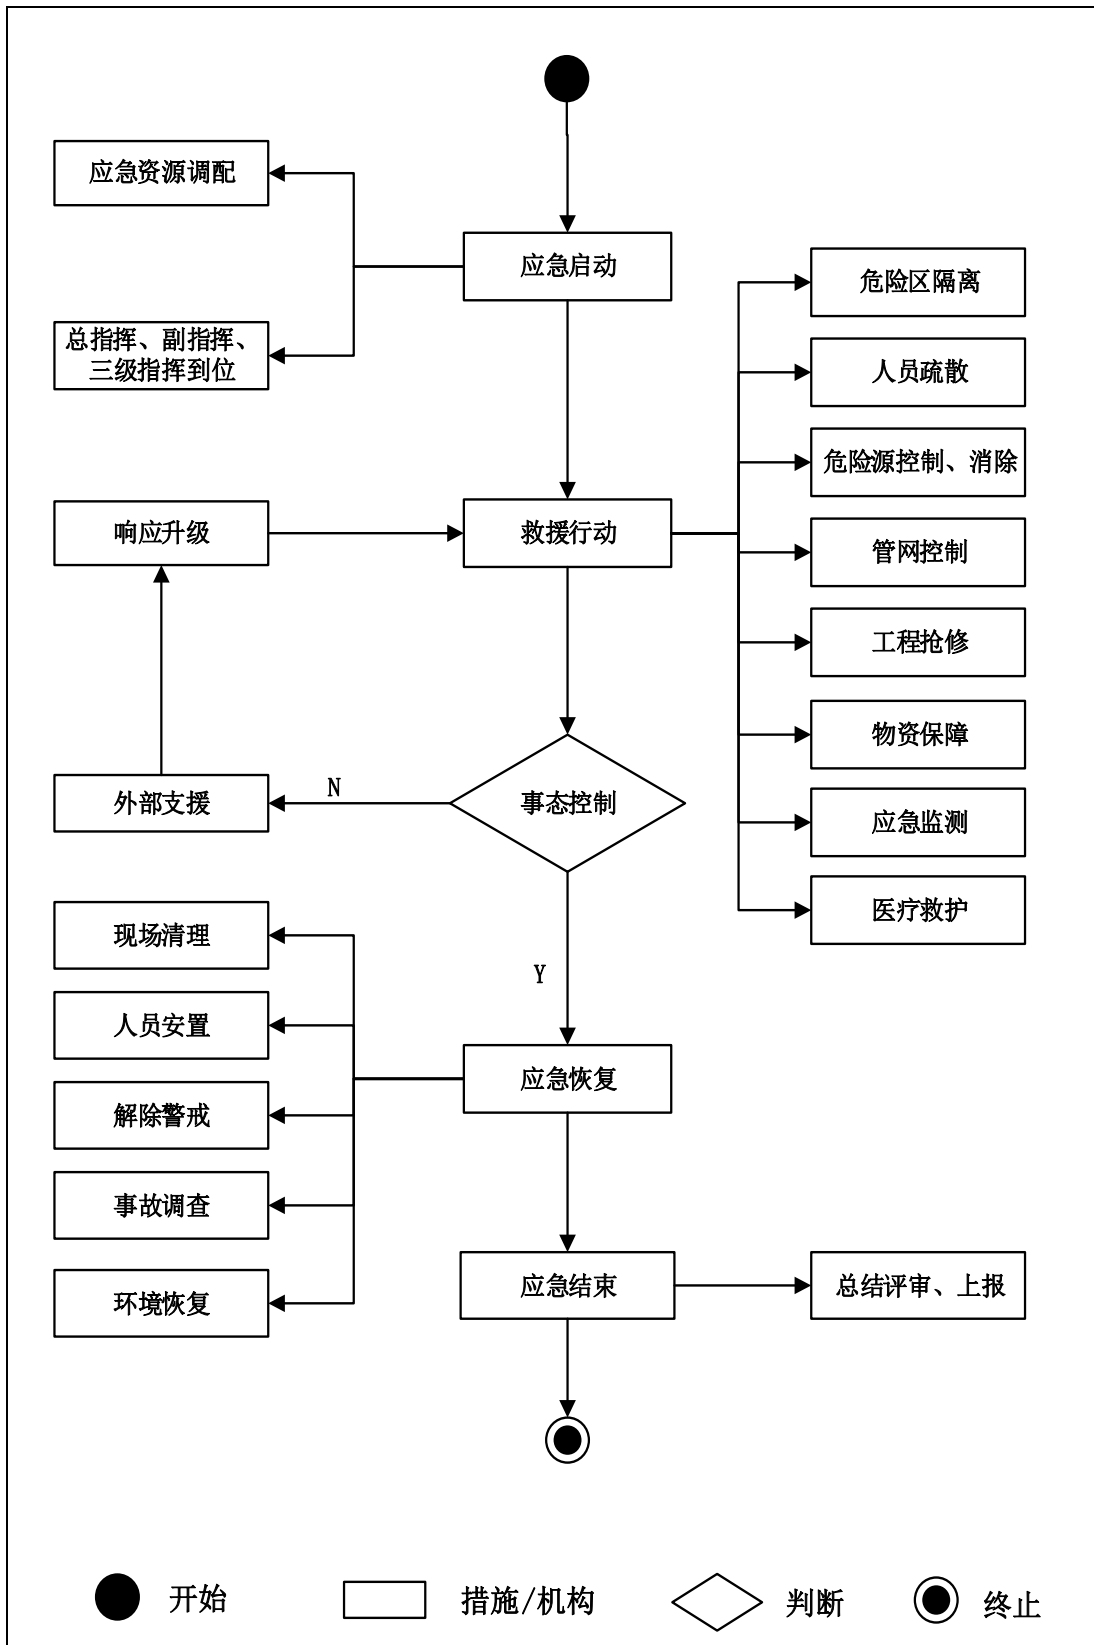 应急资源调配
应急启动
危险区隔离
总指挥、副指挥、
三级指挥到位
人员疏散
危险源控制、消除
响应升级
救援行动
管网控制
工程抢修
物资保障
外部支援
N
事态控制
应急监测
医疗救护
现场清理
Y
人员安置
应急恢复
解除警戒
事故调查
环境恢复
应急结束
总结评审、上报
开始
措施/机构
判断
终止